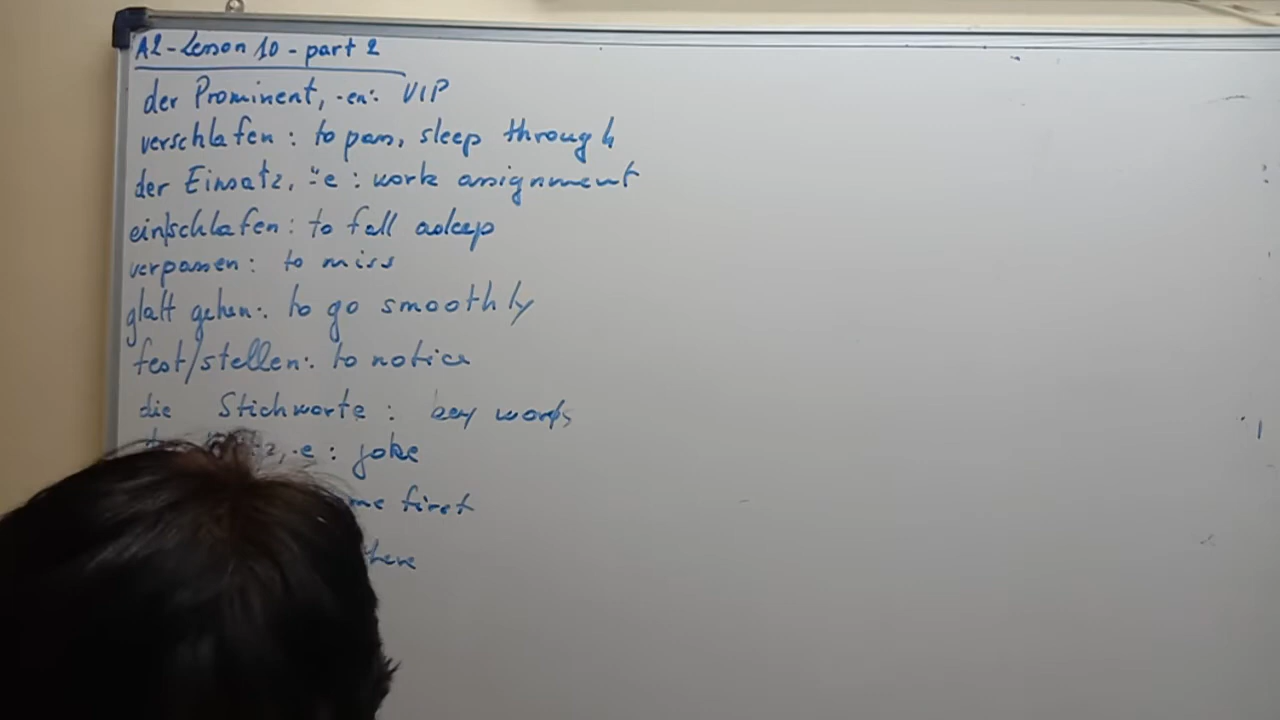 A2 - Lesson 10 - part 2
der Prominent, -en: VIP
verschlafen: to pass, sleep through
der Einsatz, ⸚e: work assignment
ein/schlafen: to fall asleep
verpassen: to miss
glatt gehen: to go smoothly
fest/stellen: to notice
die Stichworte: key words
-e: joke
first